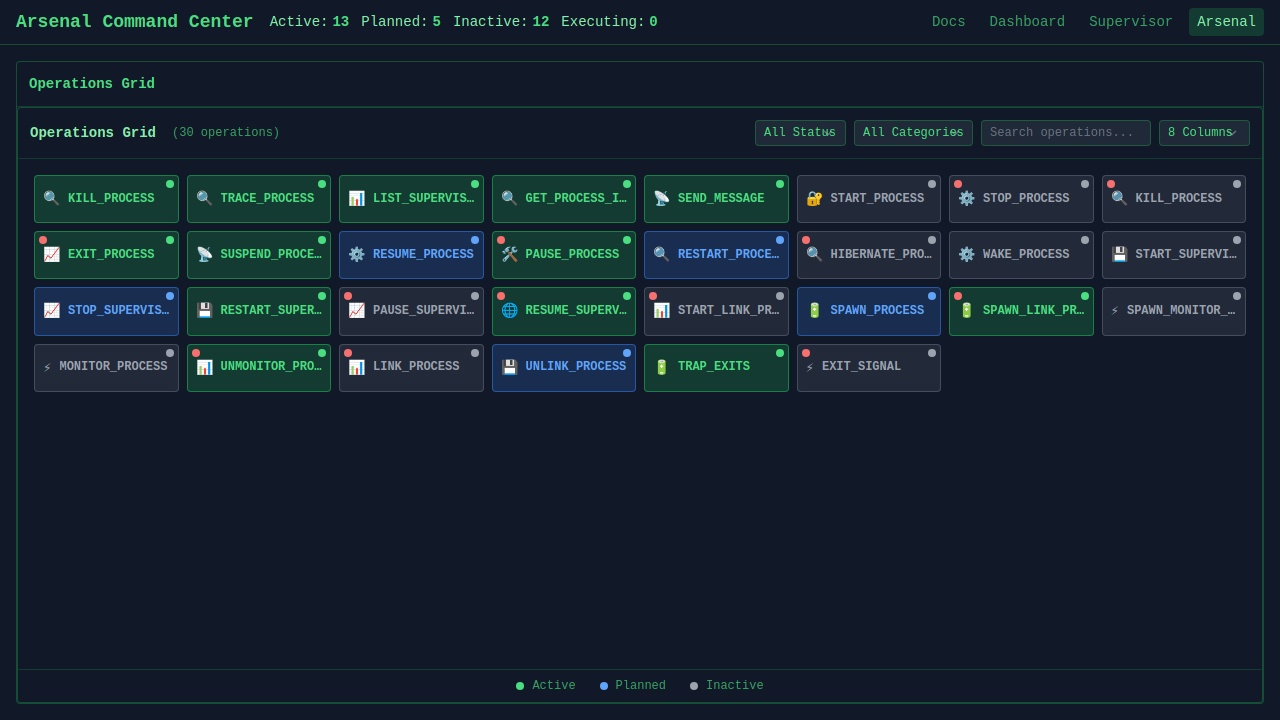 Arsenal Command Center Active: 13 Planned: 5 Inactive: 12 Executing: 0 Docs Dashboard Supervisor Arsenal
Operations Grid
Operations Grid (30 operations) All Status All Categories Search operations... 8 Columns
KILL_PROCESS TRACE_PROCESS LIST_SUPERVIS… GET_PROCESS_I… SEND_MESSAGE START_PROCESS STOP_PROCESS KILL_PROCESS
EXIT_PROCESS SUSPEND_PROCE… RESUME_PROCESS PAUSE_PROCESS RESTART_PROCE… HIBERNATE_PRO… WAKE_PROCESS START_SUPERVI…
STOP_SUPERVIS… RESTART_SUPER… PAUSE_SUPERVI… RESUME_SUPERV… START_LINK_PR… SPAWN_PROCESS SPAWN_LINK_PR… SPAWN_MONITOR_…
MONITOR_PROCESS UNMONITOR_PRO… LINK_PROCESS UNLINK_PROCESS TRAP_EXITS EXIT_SIGNAL
Active Planned Inactive